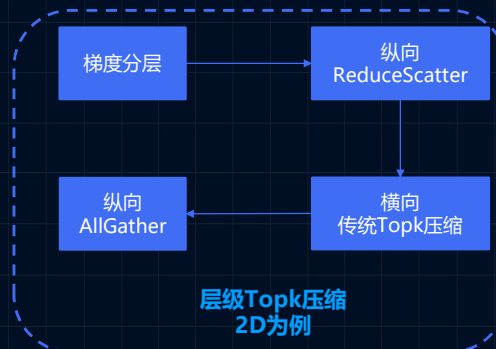 梯度分层
纵向
ReduceScatter
横向
传统Topk压缩
纵向
AllGather
层级Topk压缩
2D为例